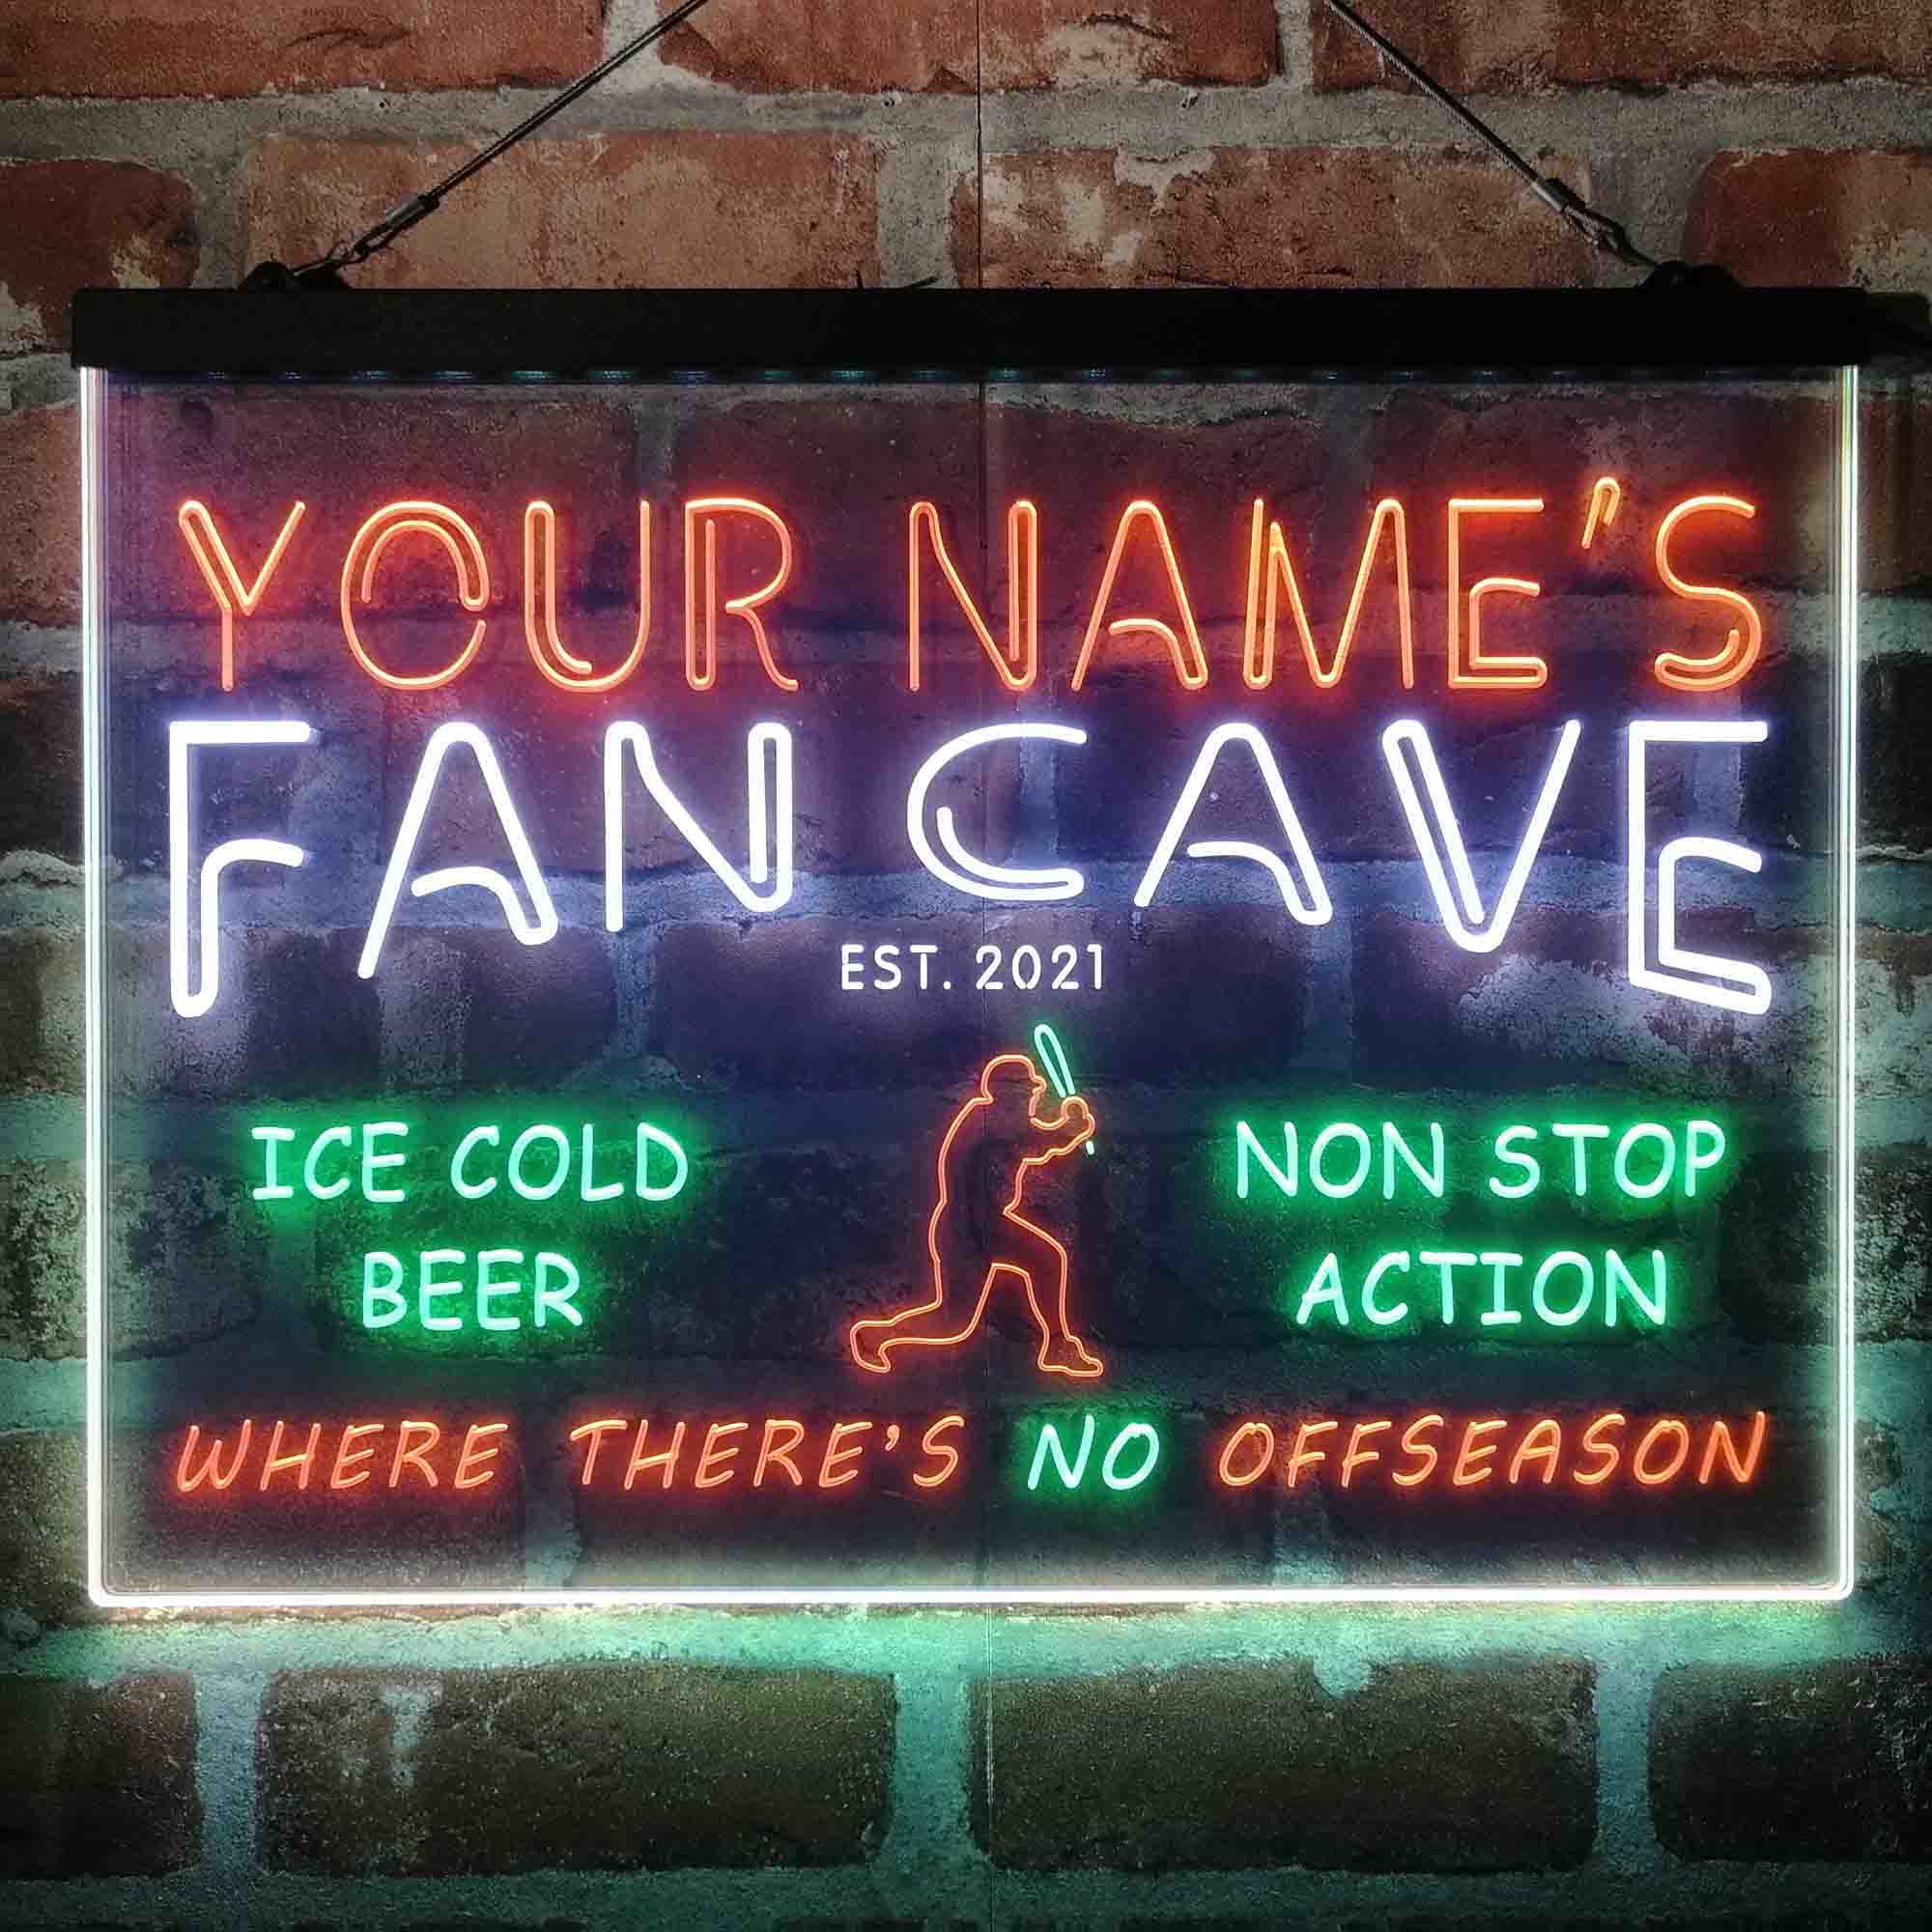 YOUR NAME'S
FAN CAVE
EST. 2021
ICE COLD
BEER
NON STOP
ACTION
WHERE THERE'S NO OFFSEASON